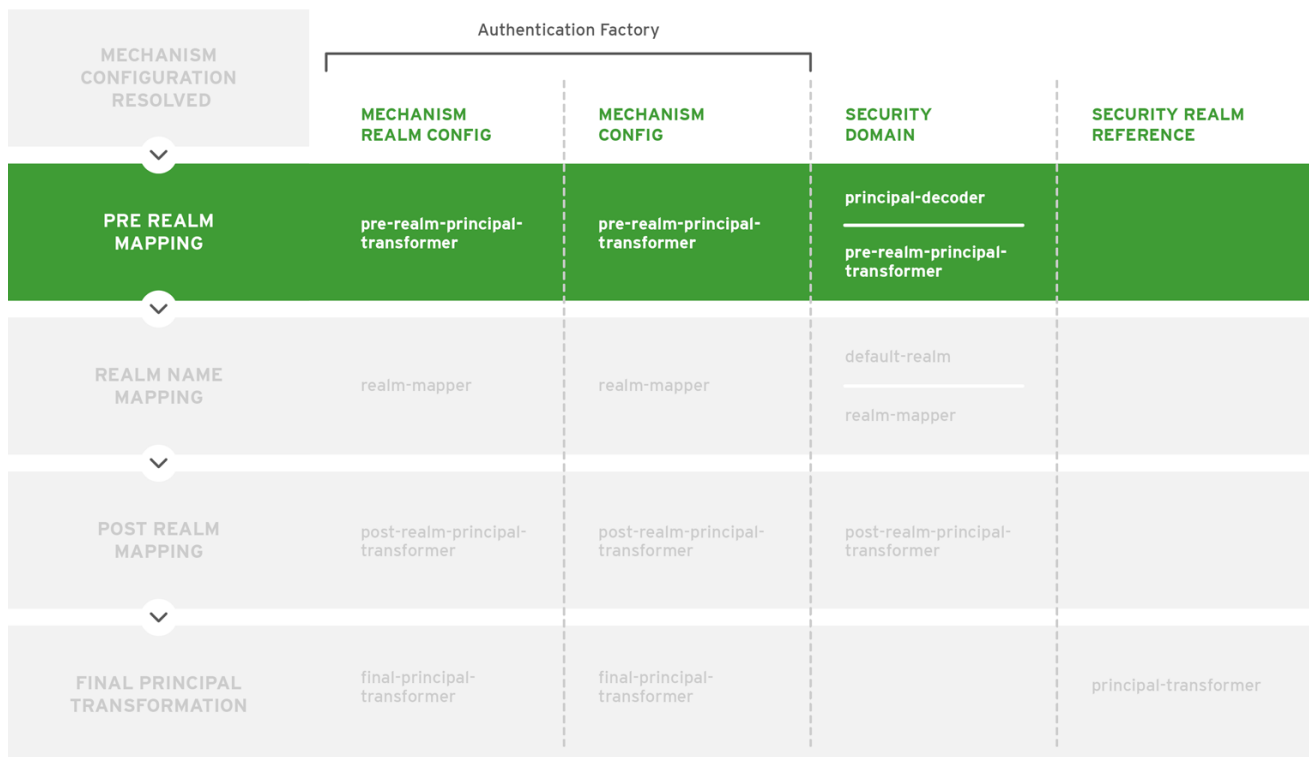 Authentication Factory
MECHANISM
CONFIGURATION
RESOLVED
MECHANISM
REALM CONFIG
MECHANISM
CONFIG
SECURITY
DOMAIN
SECURITY REALM
REFERENCE
PRE REALM
MAPPING
pre-realm-principal-
transformer
pre-realm-principal-
transformer
principal-decoder
pre-realm-principal-
transformer
REALM NAME
MAPPING
realm-mapper
realm-mapper
default-realm
realm-mapper
POST REALM
MAPPING
post-realm-principal-
transformer
post-realm-principal-
transformer
post-realm-principal-
transformer
FINAL PRINCIPAL
TRANSFORMATION
final-principal-
transformer
final-principal-
transformer
principal-transformer